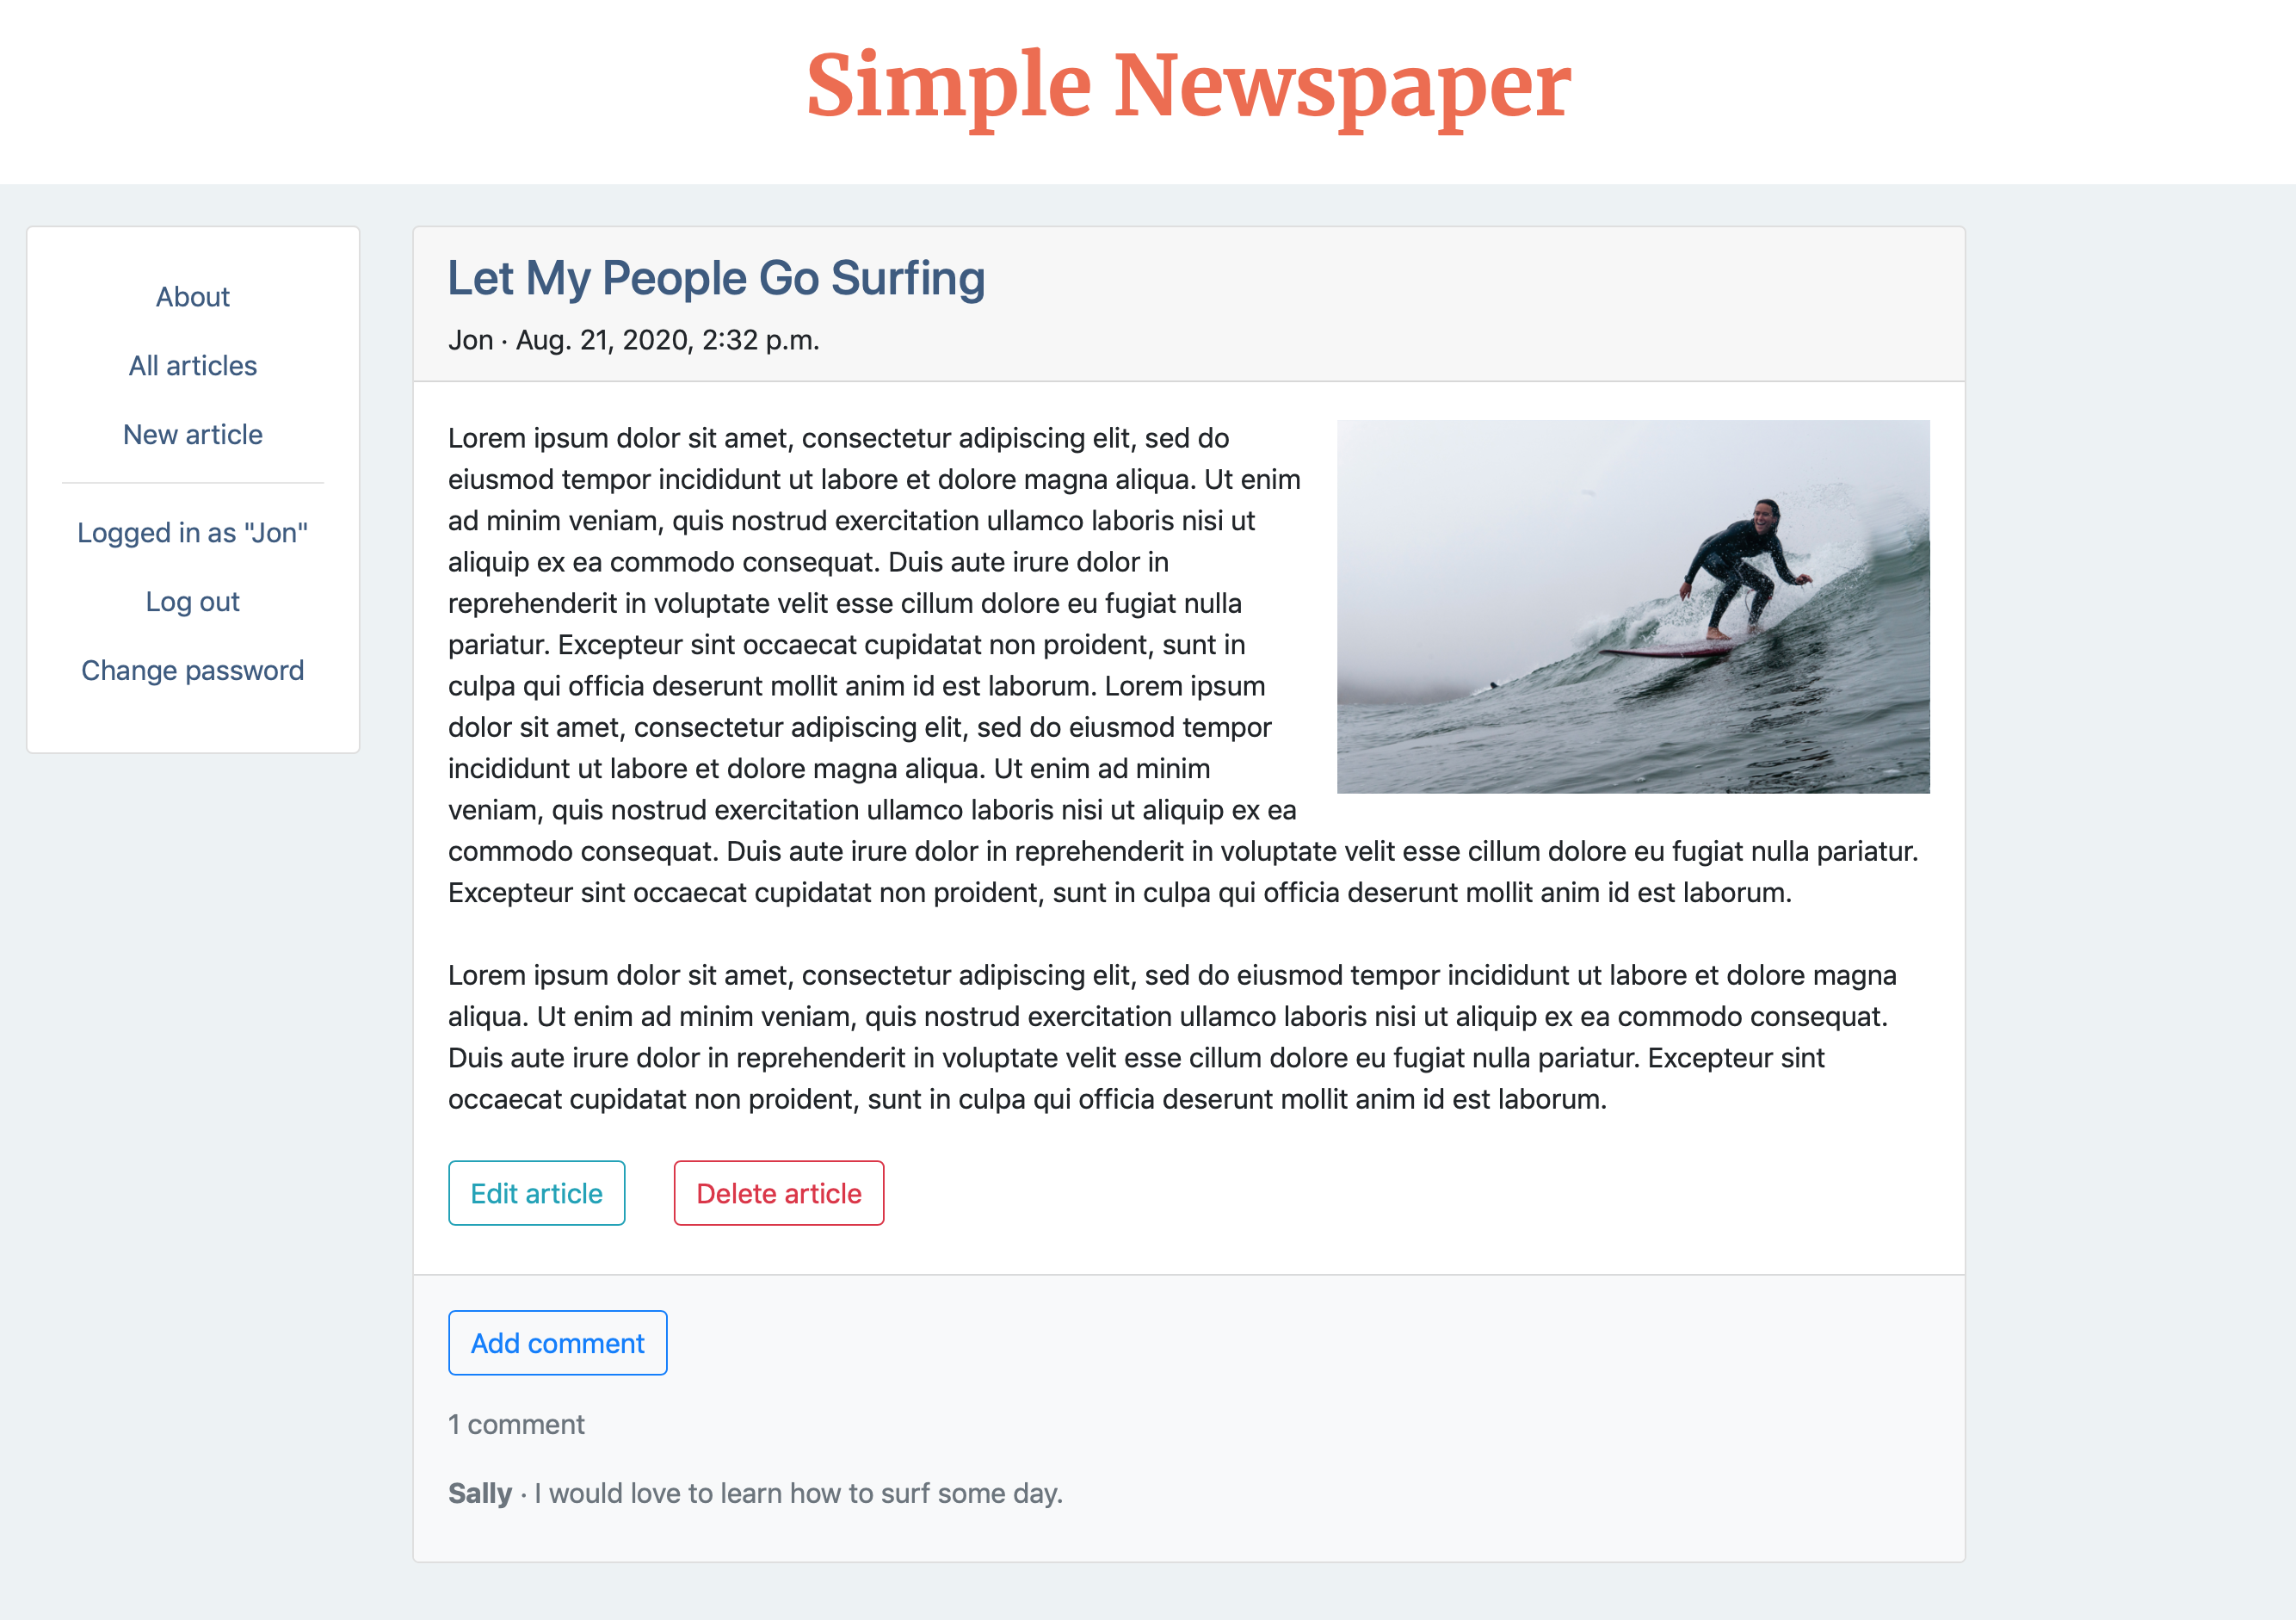 Simple Newspaper
About
All articles
New article
Logged in as "Jon"
Log out
Change password
Let My People Go Surfing
Jon · Aug. 21, 2020, 2:32 p.m.
Lorem ipsum dolor sit amet, consectetur adipiscing elit, sed do
eiusmod tempor incididunt ut labore et dolore magna aliqua. Ut enim
ad minim veniam, quis nostrud exercitation ullamco laboris nisi ut
aliquip ex ea commodo consequat. Duis aute irure dolor in
reprehenderit in voluptate velit esse cillum dolore eu fugiat nulla
pariatur. Excepteur sint occaecat cupidatat non proident, sunt in
culpa qui officia deserunt mollit anim id est laborum. Lorem ipsum
dolor sit amet, consectetur adipiscing elit, sed do eiusmod tempor
incididunt ut labore et dolore magna aliqua. Ut enim ad minim
veniam, quis nostrud exercitation ullamco laboris nisi ut aliquip ex ea
commodo consequat. Duis aute irure dolor in reprehenderit in voluptate velit esse cillum dolore eu fugiat nulla pariatur.
Excepteur sint occaecat cupidatat non proident, sunt in culpa qui officia deserunt mollit anim id est laborum.
Lorem ipsum dolor sit amet, consectetur adipiscing elit, sed do eiusmod tempor incididunt ut labore et dolore magna
aliqua. Ut enim ad minim veniam, quis nostrud exercitation ullamco laboris nisi ut aliquip ex ea commodo consequat.
Duis aute irure dolor in reprehenderit in voluptate velit esse cillum dolore eu fugiat nulla pariatur. Excepteur sint
occaecat cupidatat non proident, sunt in culpa qui officia deserunt mollit anim id est laborum.
Edit article
Delete article
Add comment
1 comment
Sally · I would love to learn how to surf some day.